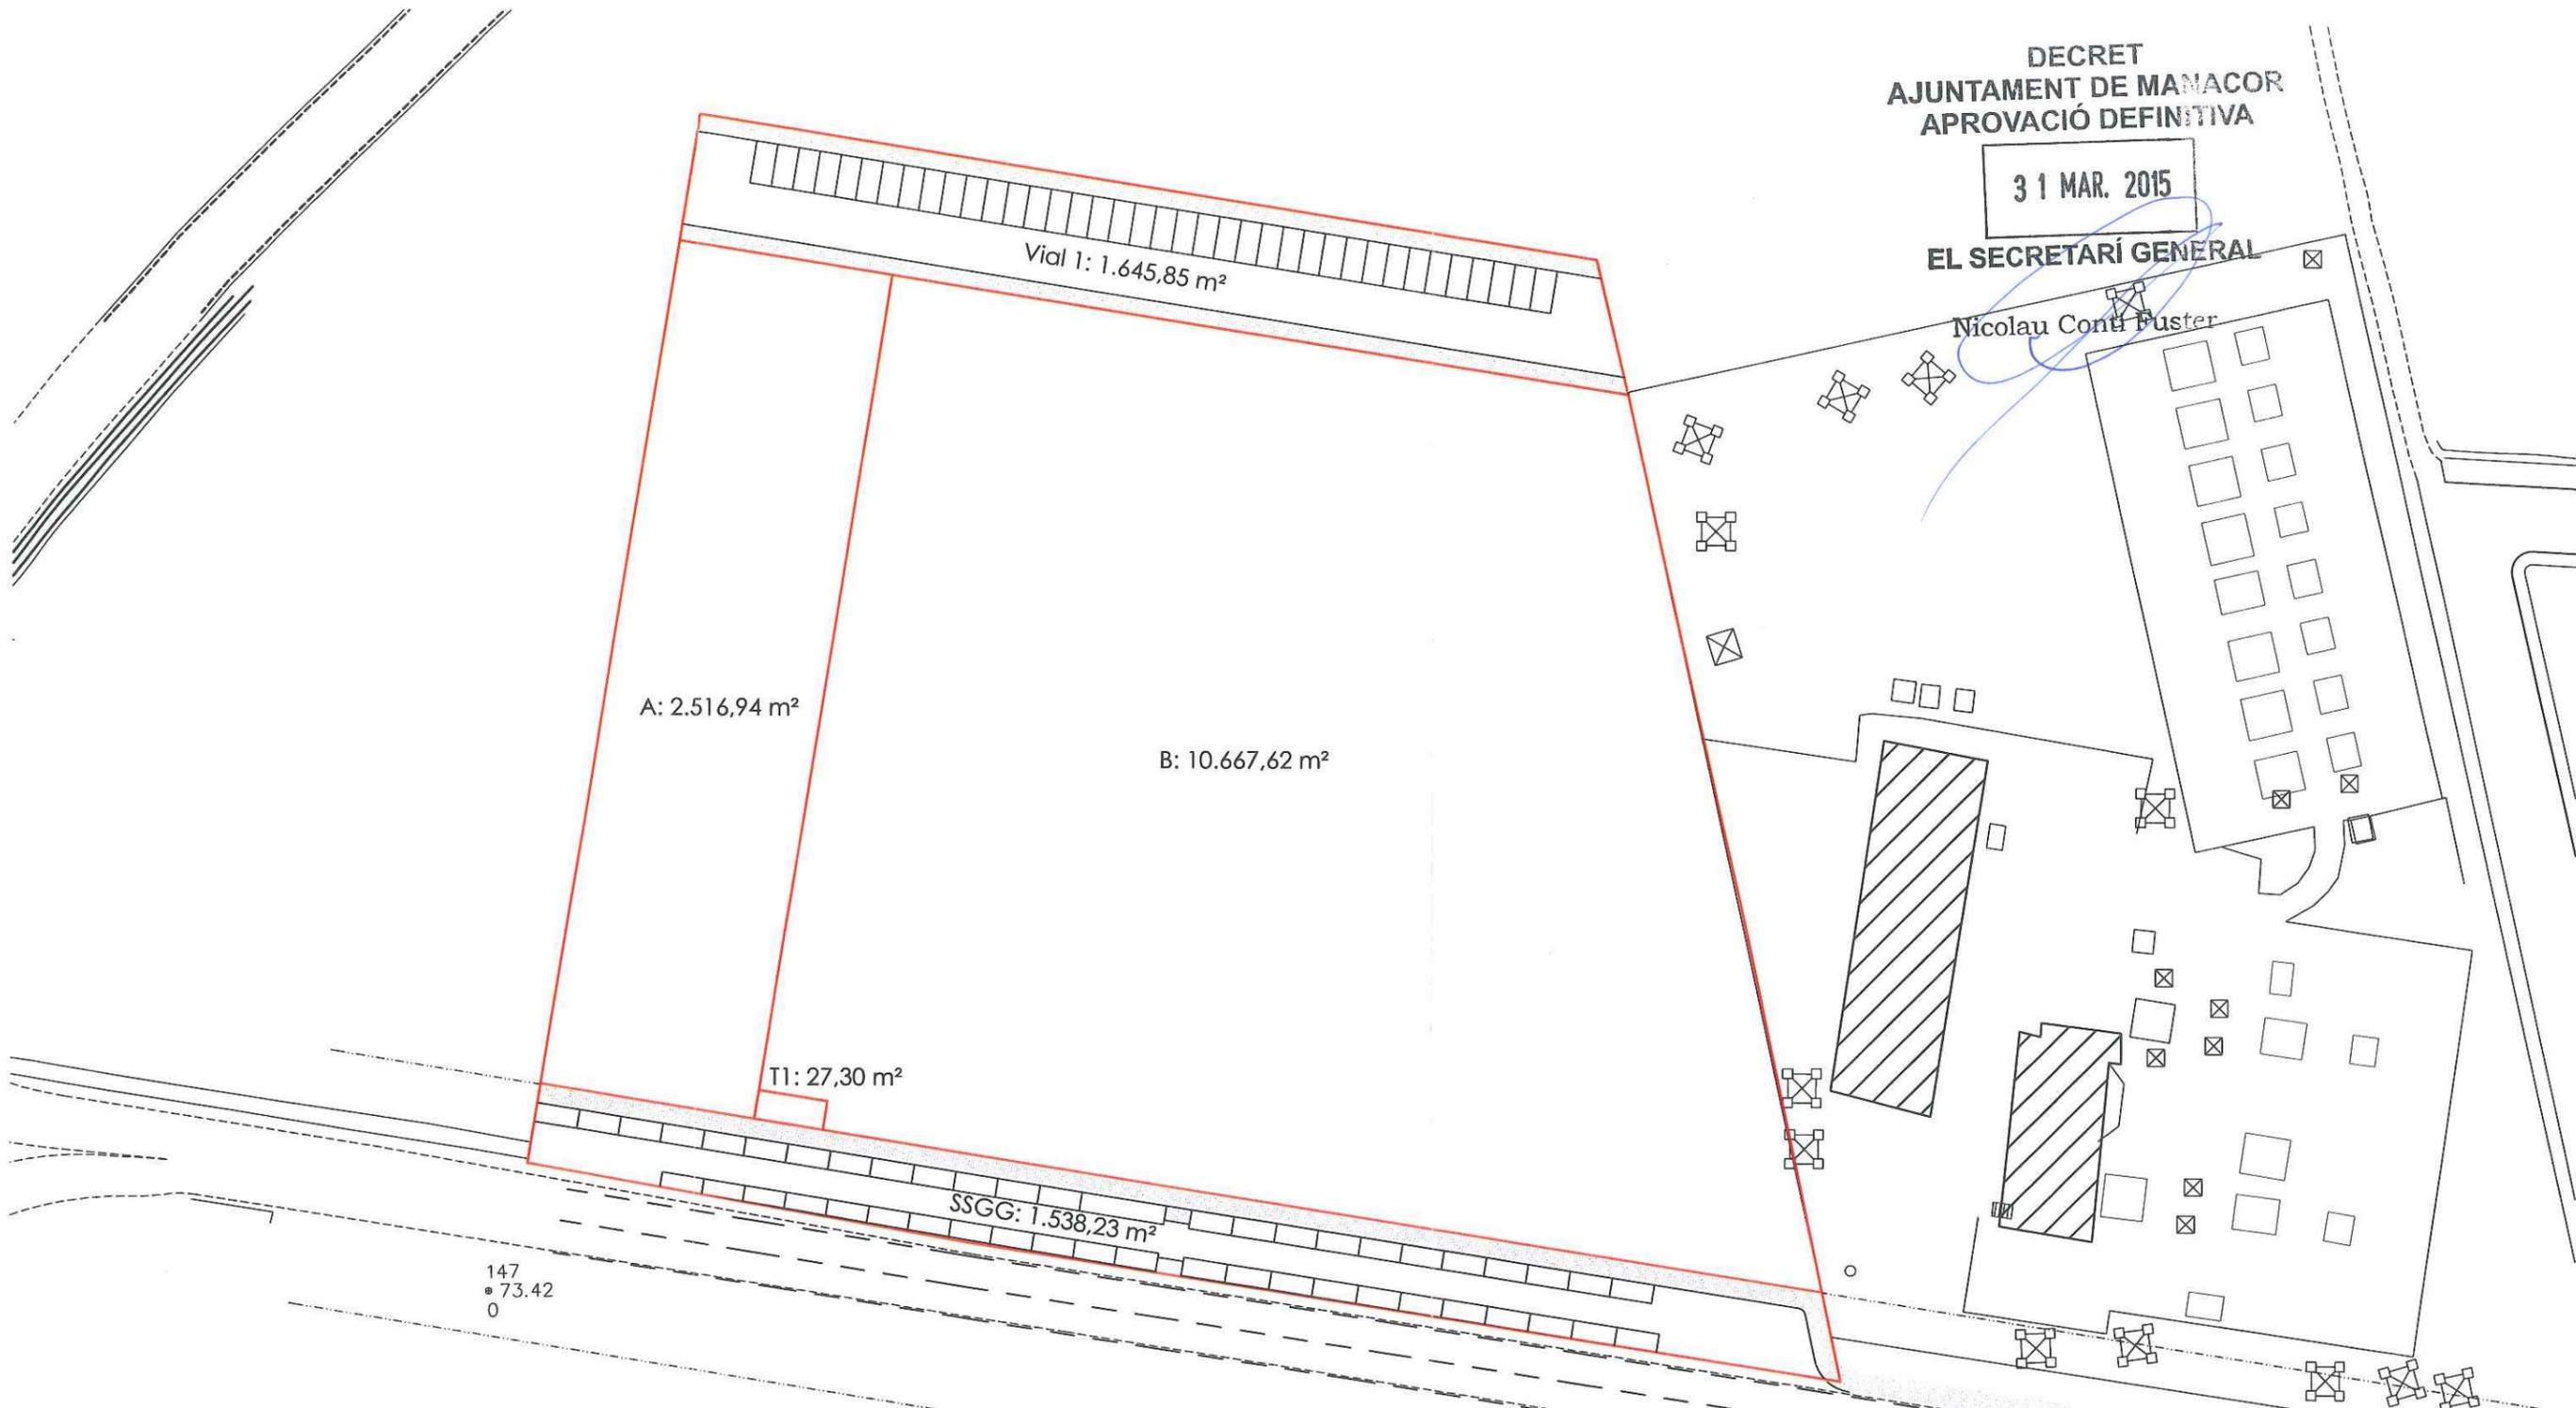 DECRET
AJUNTAMENT DE MANACOR
APROVACIÓ DEFINITIVA
31 MAR. 2015
EL SECRETARÍ GENERAL
Nicolau Conti Fuster
Vial 1: 1.645,85 m²
A: 2.516,94 m²
B: 10.667,62 m²
T1: 27,30 m²
SSGG: 1.538,23 m²
147
73.42
0